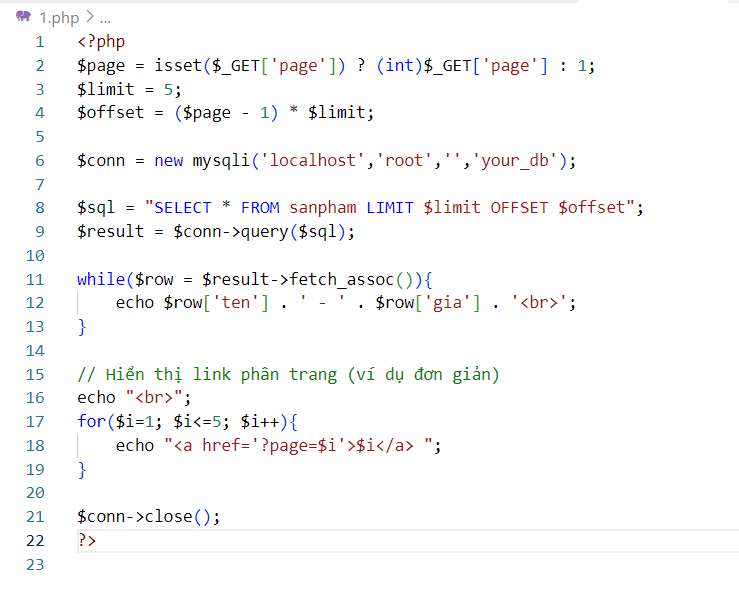 1.php > ...
1 <?php
2 $page = isset($_GET['page']) ? (int)$_GET['page'] : 1;
3 $limit = 5;
4 $offset = ($page - 1) * $limit;
5
6 $conn = new mysqli('localhost','root','','your_db');
7
8 $sql = "SELECT * FROM sanpham LIMIT $limit OFFSET $offset";
9 $result = $conn->query($sql);
10
11 while($row = $result->fetch_assoc()){
12     echo $row['ten'] . ' - ' . $row['gia'] . '<br>';
13 }
14
15 // Hiển thị link phân trang (ví dụ đơn giản)
16 echo "<br>";
17 for($i=1; $i<=5; $i++){
18     echo "<a href='?page=$i'>$i</a> ";
19 }
20
21 $conn->close();
22 ?>
23